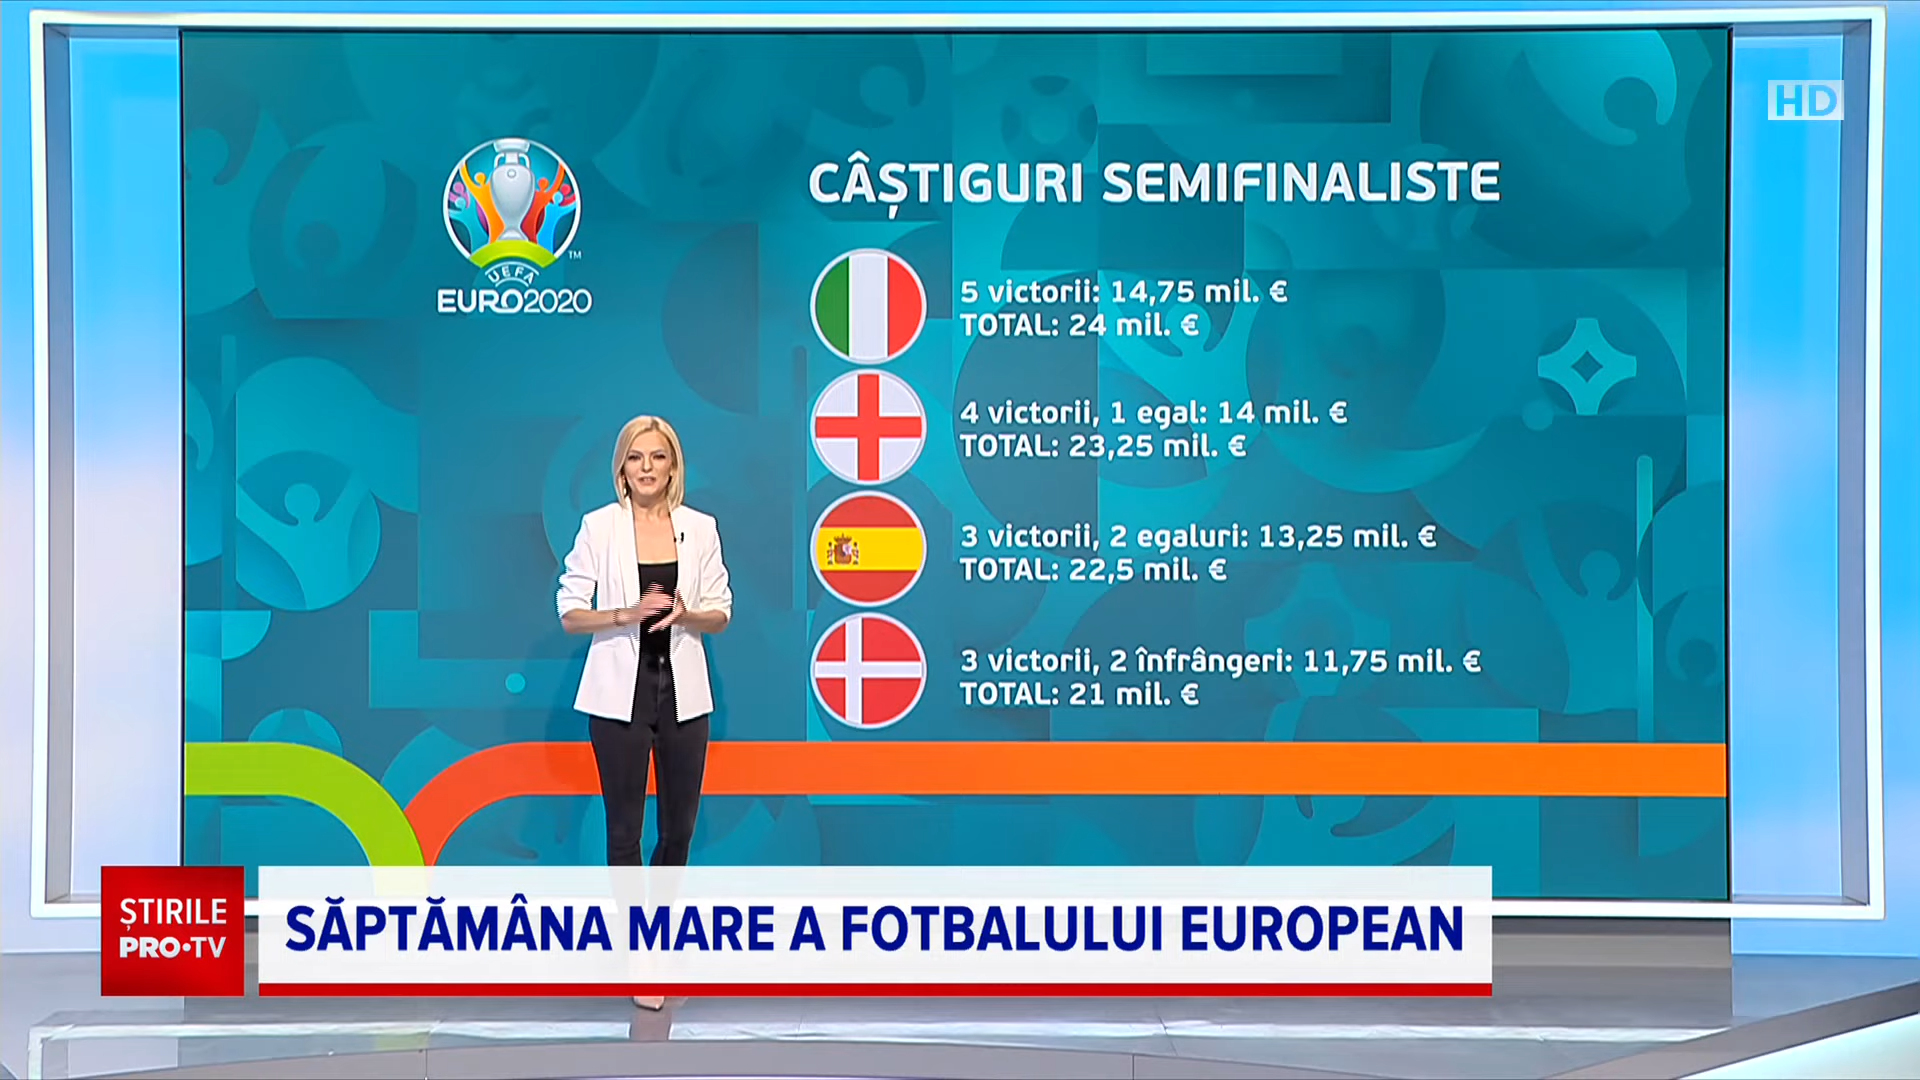 HD
CÂȘTIGURI SEMIFINALISTE
UEFA
EURO2020
TM
5 victorii: 14,75 mil. €
TOTAL: 24 mil. €
4 victorii, 1 egal: 14 mil. €
TOTAL: 23,25 mil. €
3 victorii, 2 egaluri: 13,25 mil. €
TOTAL: 22,5 mil. €
3 victorii, 2 înfrângeri: 11,75 mil. €
TOTAL: 21 mil. €
ȘTIRILE
PRO•TV
SĂPTĂMÂNA MARE A FOTBALULUI EUROPEAN